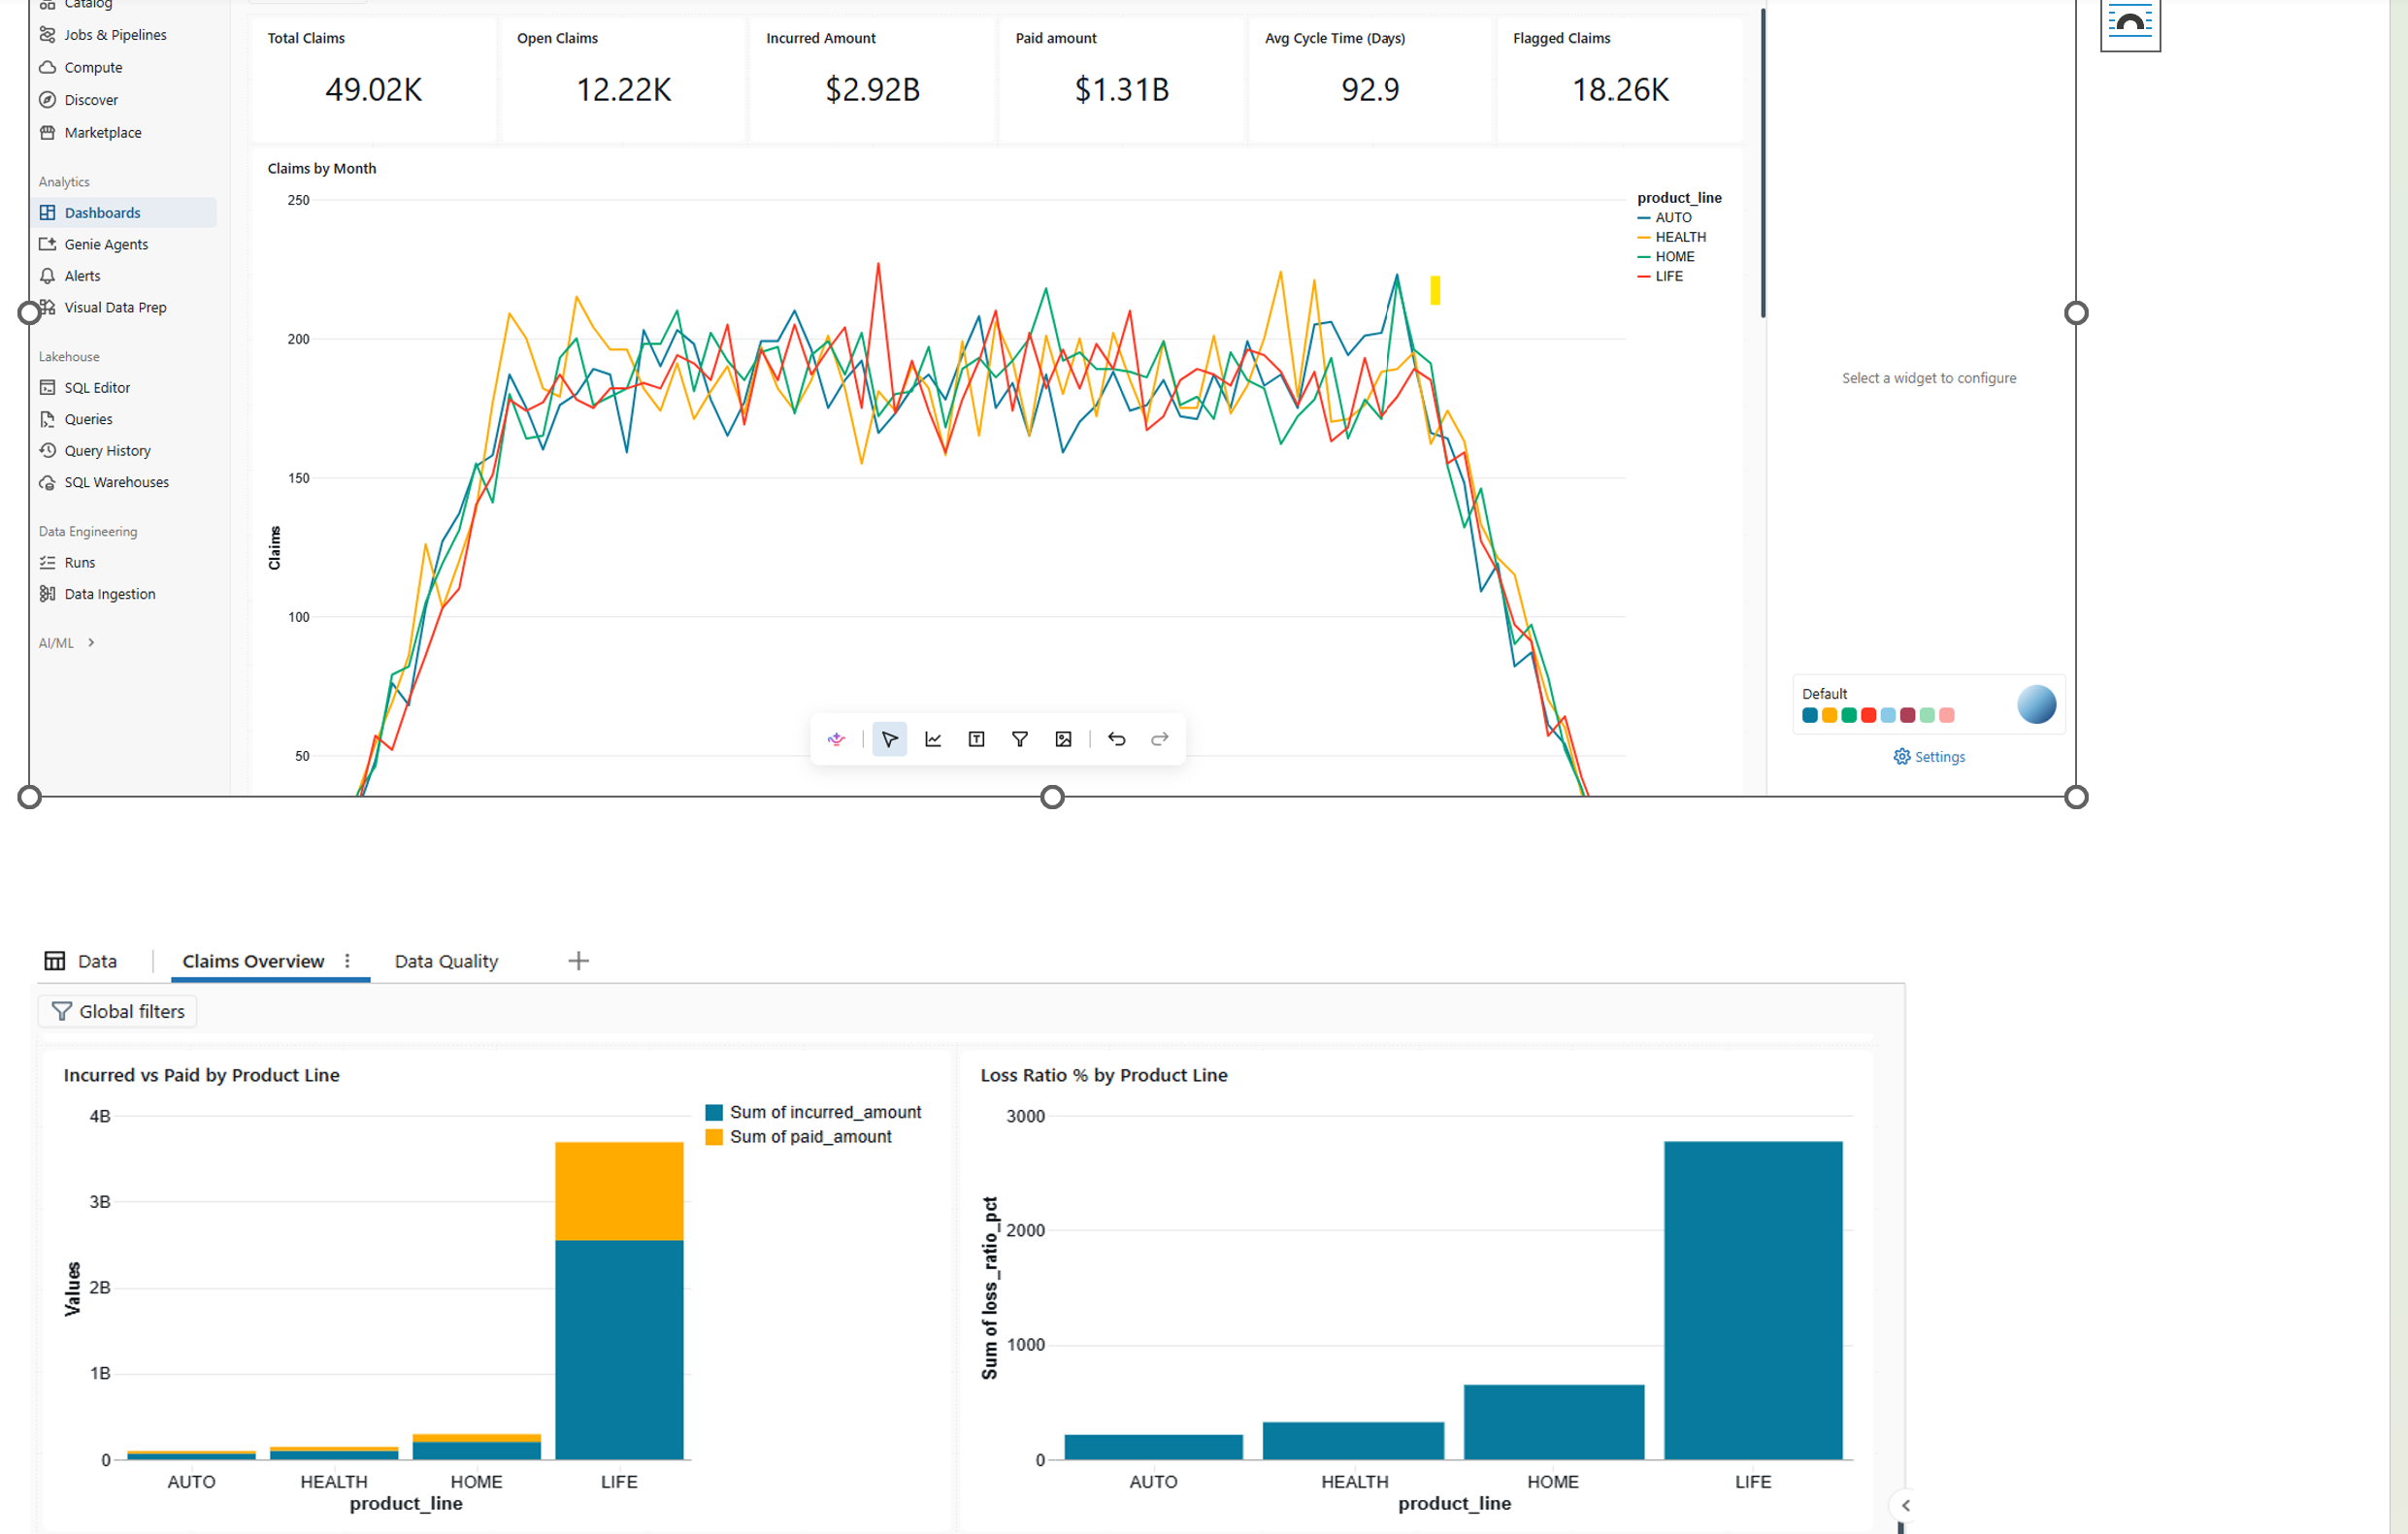 Catalog
Jobs & Pipelines
Compute
Discover
Marketplace
Analytics
Dashboards
Genie Agents
Alerts
Visual Data Prep
Lakehouse
SQL Editor
Queries
Query History
SQL Warehouses
Data Engineering
Runs
Data Ingestion
AI/ML
Total Claims
49.02K
Open Claims
12.22K
Incurred Amount
$2.92B
Paid amount
$1.31B
Avg Cycle Time (Days)
92.9
Flagged Claims
18.26K
Claims by Month
250
200
150
100
50
Claims
product_line
AUTO
HEALTH
HOME
LIFE
Select a widget to configure
Default
Settings
Data
Claims Overview
Data Quality
Global filters
Incurred vs Paid by Product Line
4B
3B
2B
1B
0
Values
AUTO HEALTH HOME LIFE
product_line
Sum of incurred_amount
Sum of paid_amount
Loss Ratio % by Product Line
3000
2000
1000
0
Sum of loss_ratio_pct
AUTO HEALTH HOME LIFE
product_line